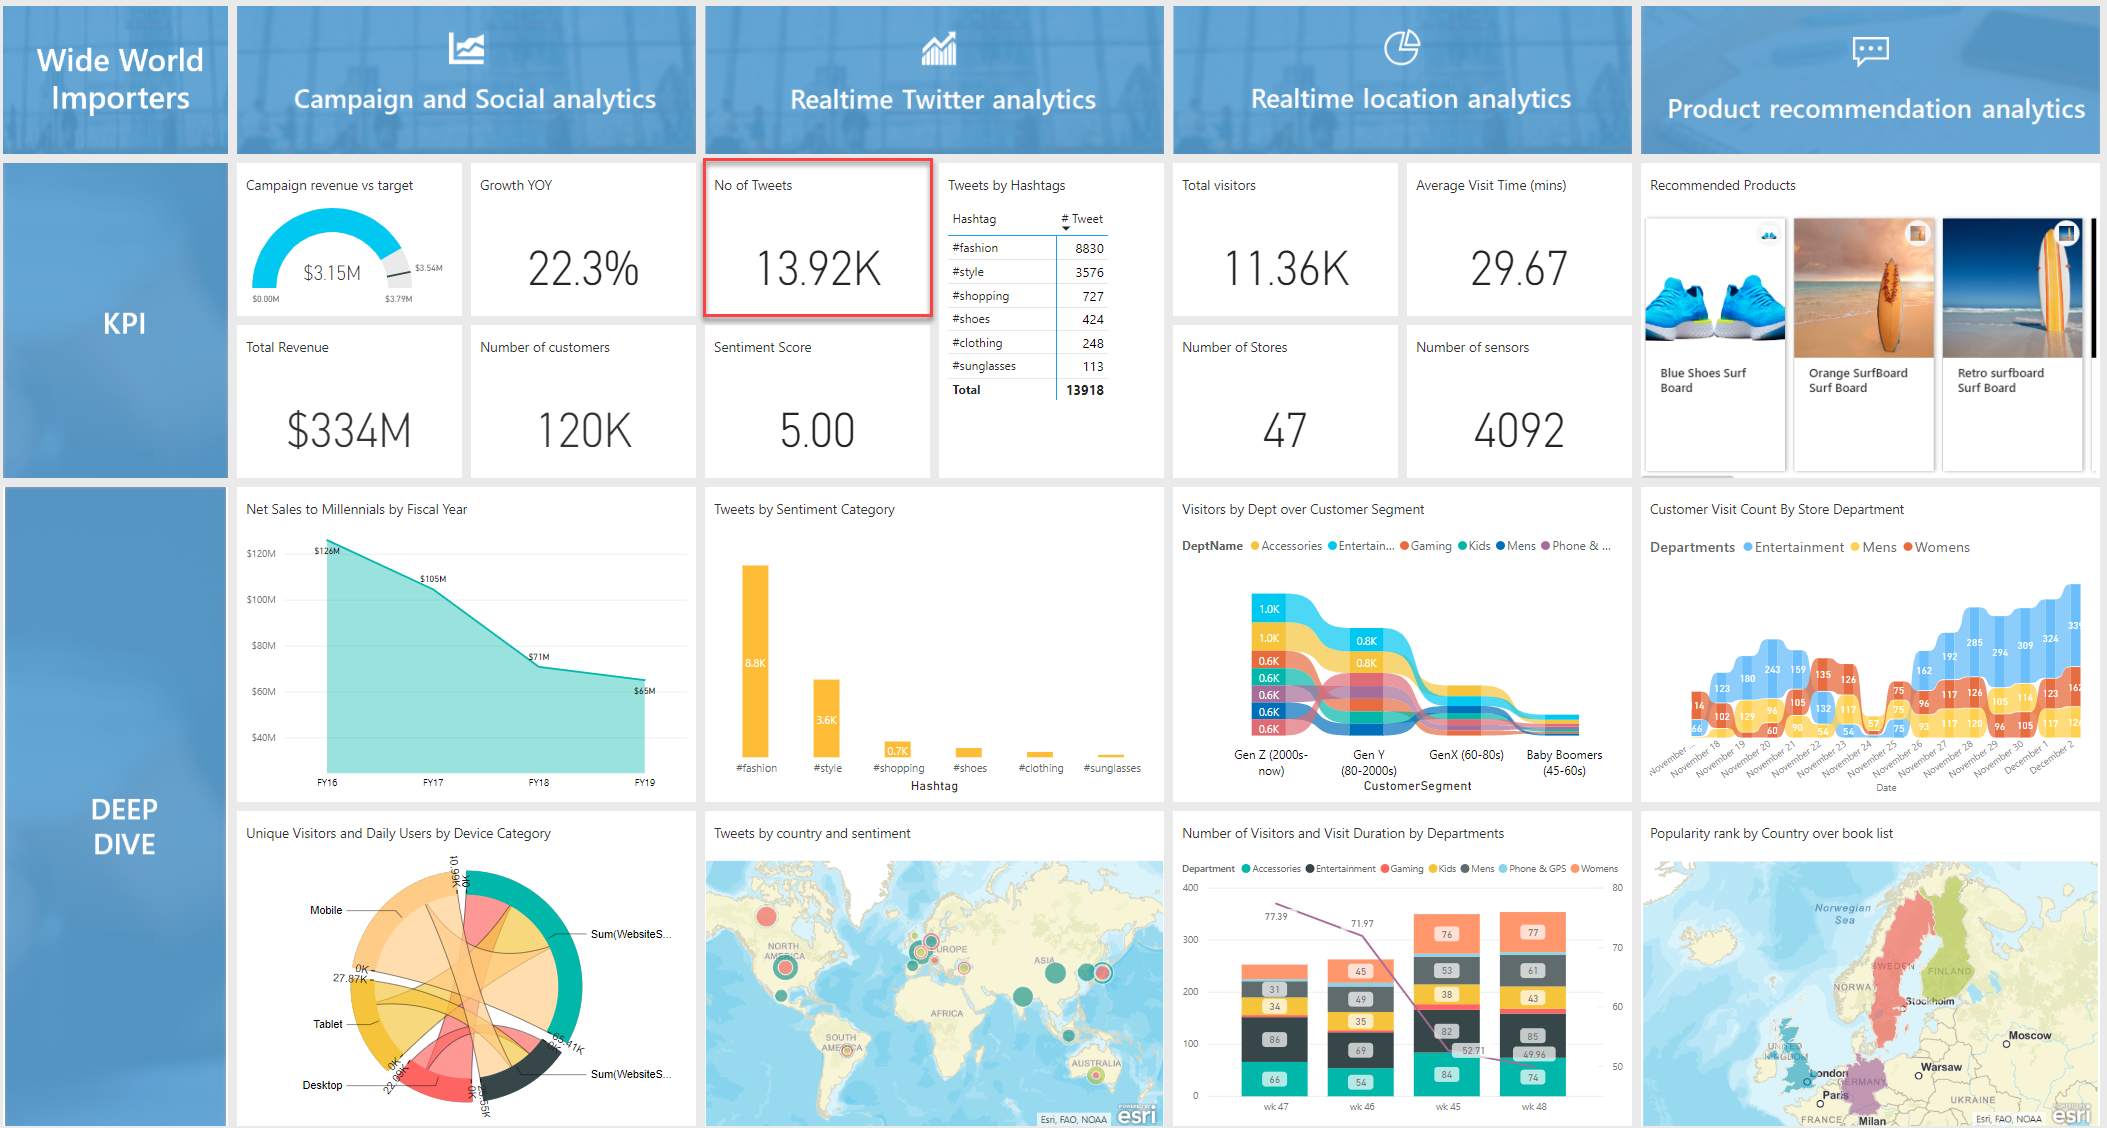 Wide World
Importers
Campaign and Social analytics
Realtime Twitter analytics
Realtime location analytics
Product recommendation analytics
KPI
Campaign revenue vs target
$3.15M
$3.54M
$0.00M
$3.79M
Growth YOY
22.3%
No of Tweets
13.92K
Tweets by Hashtags
Hashtag # Tweet
#fashion 8830
#style 3576
#shopping 727
#shoes 424
#clothing 248
#sunglasses 113
Total 13918
Total visitors
11.36K
Average Visit Time (mins)
29.67
Recommended Products
Blue Shoes Surf
Board
Orange SurfBoard
Surf Board
Retro surfboard
Surf Board
Total Revenue
$334M
Number of customers
120K
Sentiment Score
5.00
Number of Stores
47
Number of sensors
4092
DEEP
DIVE
Net Sales to Millennials by Fiscal Year
$120M
$100M
$80M
$60M
$40M
$126M
$105M
$71M
$65M
FY16 FY17 FY18 FY19
Tweets by Sentiment Category
8.8K
3.6K
0.7K
#fashion #style #shopping #shoes #clothing #sunglasses
Hashtag
Visitors by Dept over Customer Segment
DeptName Accessories Entertain... Gaming Kids Mens Phone & ...
1.0K
1.0K
0.6K
0.6K
0.6K
0.6K
0.6K
0.8K
0.8K
Gen Z (2000s-
now)
Gen Y
(80-2000s)
GenX (60-80s)
Baby Boomers
(45-60s)
CustomerSegment
Customer Visit Count By Store Department
Departments Entertainment Mens Womens
114 123 180 243 159 135 126 57 75 162 192 285 294 309 324 339
66 102 129 96 105 132 117 75 96 117 126 105 114 123 162
60 90 54 54 75 93 117 120 96 105 117 126
November ... November 18 November 19 November 20 November 21 November 22 November 23 November 24 November 25 November 26 November 27 November 28 November 29 November 30 December 1 December 2
Date
Unique Visitors and Daily Users by Device Category
Mobile
Tablet
Desktop
Sum(WebsiteS...
Sum(WebsiteS...
10.99K
0K
0K
27.87K
0K
22.09K
0K
65.41K
Tweets by country and sentiment
NORTH
AMERICA
EUROPE
ASIA
AFRICA
SOUTH
AMERICA
AUSTRALIA
Esri, FAO, NOAA
POWERED BY
esri
Number of Visitors and Visit Duration by Departments
Department Accessories Entertainment Gaming Kids Mens Phone & GPS Womens
400
300
200
100
0
80
70
60
50
77.39
71.97
52.71
49.96
31
34
86
66
45
49
35
69
54
76
53
38
82
84
77
61
43
85
74
wk 47 wk 46 wk 45 wk 48
Popularity rank by Country over book list
Norwegian
Sea
SWEDEN
FINLAND
NORWAY
Stockholm
Moscow
UNITED
KINGDOM
London
Warsaw
GERMANY
Paris
UKRAINE
FRANCE
Milan
Esri, FAO, NOAA
esri